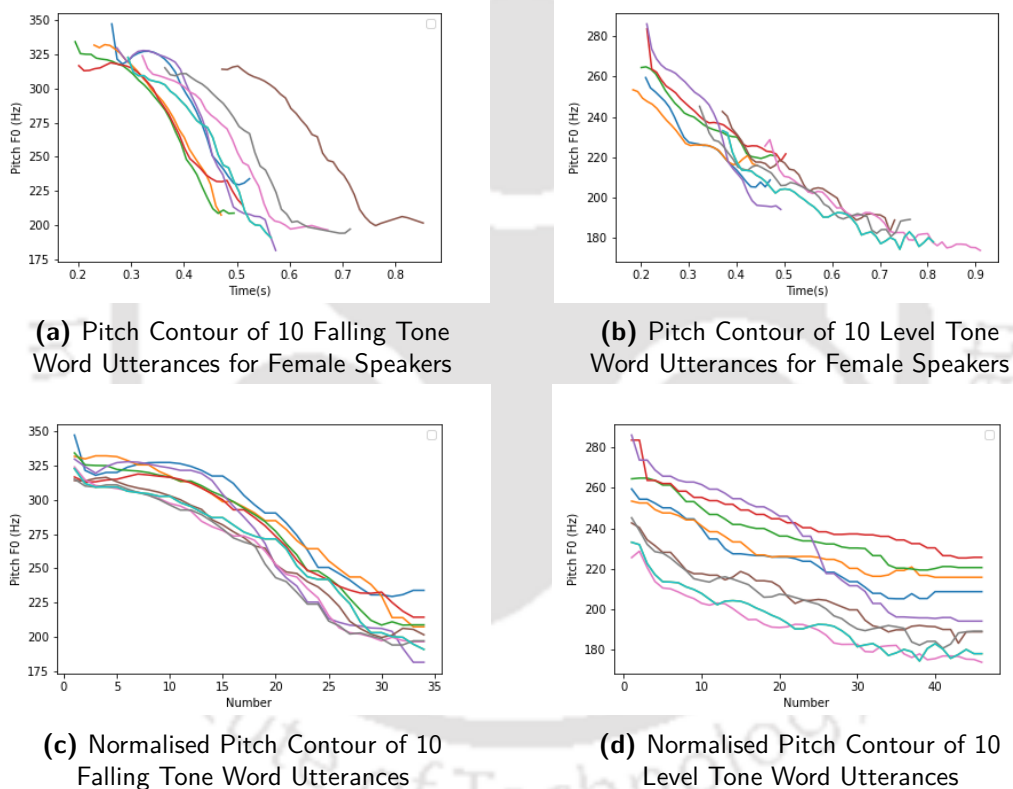 350
325
300
275
250
225
200
175
Pitch F0 (Hz)
0.2 0.3 0.4 0.5 0.6 0.7 0.8
Time(s)
280
260
240
220
200
180
Pitch F0 (Hz)
0.2 0.3 0.4 0.5 0.6 0.7 0.8 0.9
Time(s)
(a) Pitch Contour of 10 Falling Tone
Word Utterances for Female Speakers
(b) Pitch Contour of 10 Level Tone
Word Utterances for Female Speakers
350
325
300
275
250
225
200
175
Pitch F0 (Hz)
0 5 10 15 20 25 30 35
Number
280
260
240
220
200
180
Pitch F0 (Hz)
0 10 20 30 40
Number
(c) Normalised Pitch Contour of 10
Falling Tone Word Utterances
(d) Normalised Pitch Contour of 10
Level Tone Word Utterances